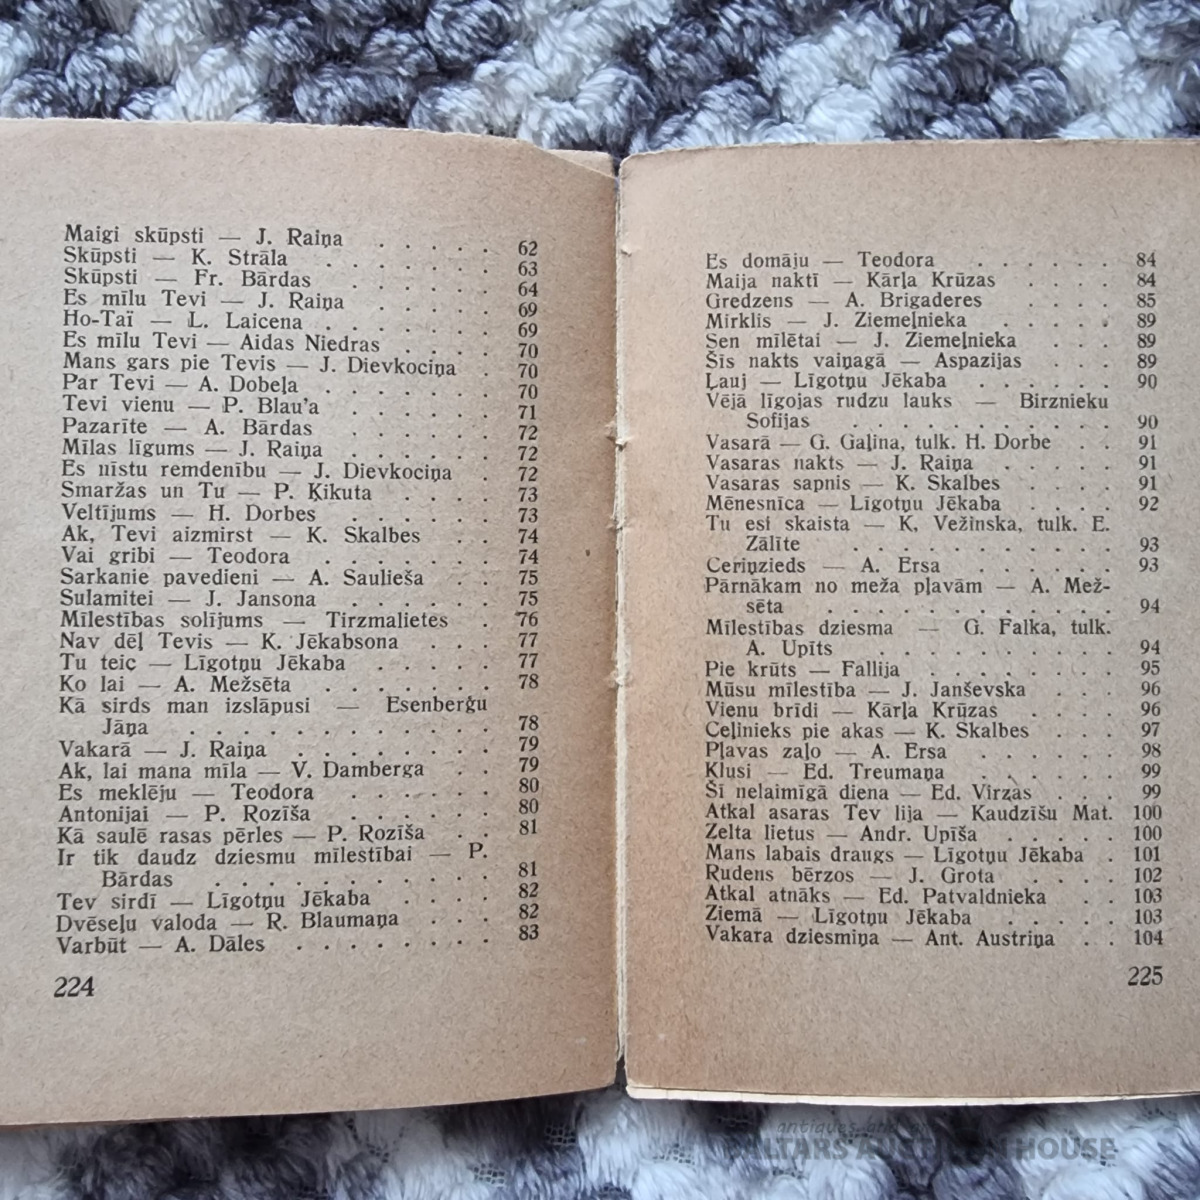 Maigi skūpsti — J. Raiņa . . . . . 62
Skūpsti — K. Strāla . . . . . . 63
Skūpsti — Fr. Bārdas . . . . . 64
Es mīlu Tevi — J. Raiņa . . . . . 69
Ho-Taï — L. Laicena . . . . . . 69
Es mīlu Tevi — Aidas Niedras . . . 70
Mans gars pie Tevis — J. Dievkociņa . 70
Par Tevi — A. Dobeļa . . . . . . 70
Tevi vienu — P. Blau'a . . . . . 71
Pazarīte — A. Bārdas . . . . . 72
Mīlas līgums — J. Raiņa . . . . . 72
Es nīstu remdenību — J. Dievkociņa . 72
Smaržas un Tu — P. Ķikuta . . . . 73
Veltījums — H. Dorbes . . . . . 73
Ak, Tevi aizmirst — K. Skalbes . . 74
Vai gribi — Teodora . . . . . . 74
Sarkanie pavedieni — A. Saulieša . . 75
Sulamitei — J. Jansona . . . . . 75
Mīlestības solījums — Tirzmalietes . 76
Nav dēļ Tevis — K. Jēkabsona . . . 77
Tu teic — Līgotņu Jēkaba . . . . 77
Ko lai — A. Mežsēta . . . . . . 78
Kā sirds man izslāpusi — Esenberģu
Jāņa . . . . . . . . . . . 78
Vakarā — J. Raiņa . . . . . . . 79
Ak, lai mana mīla — V. Damberga . . 79
Es meklēju — Teodora . . . . . 80
Antonijai — P. Rozīša . . . . . 80
Kā saulē rasas pērles — P. Rozīša . . 81
Ir tik daudz dziesmu mīlestībai — P.
Bārdas . . . . . . . . . . 81
Tev sirdī — Līgotņu Jēkaba . . . . 82
Dvēseļu valoda — R. Blaumaņa . . . 82
Varbūt — A. Dāles . . . . . . . 83
224
Es domāju — Teodora . . . . . . 84
Maija naktī — Kārļa Krūzas . . . . 84
Gredzens — A. Brigaderes . . . . 85
Mirklis — J. Ziemeļnieka . . . . . 89
Sen mīlētai — J. Ziemeļnieka . . . 89
Šīs nakts vaiņagā — Aspazijas . . . 89
Ļauj — Līgotņu Jēkaba . . . . . . 90
Vējā līgojas rudzu lauks — Birznieku
Sofijas . . . . . . . . . . 90
Vasarā — G. Gaļina, tulk. H. Dorbe . . 91
Vasaras nakts — J. Raiņa . . . . . 91
Vasaras sapnis — K. Skalbes . . . . 91
Mēnesnīca — Līgotņu Jēkaba . . . . 92
Tu esi skaista — K, Vežinska, tulk. E.
Zālīte . . . . . . . . . . 93
Ceriņzieds — A. Ersa . . . . . . 93
Pārnākam no meža pļavām — A. Mež-
sēta . . . . . . . . . . . 94
Mīlestības dziesma — G. Falka, tulk.
A. Upīts . . . . . . . . . 94
Pie krūts — Fallija . . . . . . . 95
Mūsu mīlestība — J. Janševska . . . 96
Vienu brīdi — Kārļa Krūzas . . . . 96
Ceļinieks pie akas — K. Skalbes . . . 97
Pļavas zaļo — A. Ersa . . . . . . 98
Klusi — Ed. Treumaņa . . . . . . 99
Šī nelaimīgā diena — Ed. Virzas . . . 99
Atkal asaras Tev lija — Kaudzīšu Mat. 100
Zelta lietus — Andr. Upīša . . . . . 100
Mans labais draugs — Līgotņu Jēkaba . 101
Rudens bērzos — J. Grota . . . . 102
Atkal atnāks — Ed. Patvaldnieka . . 103
Ziemā — Līgotņu Jēkaba . . . . . 103
Vakara dziesmiņa — Ant. Austriņa . . 104
225
antiques and
HOUSE